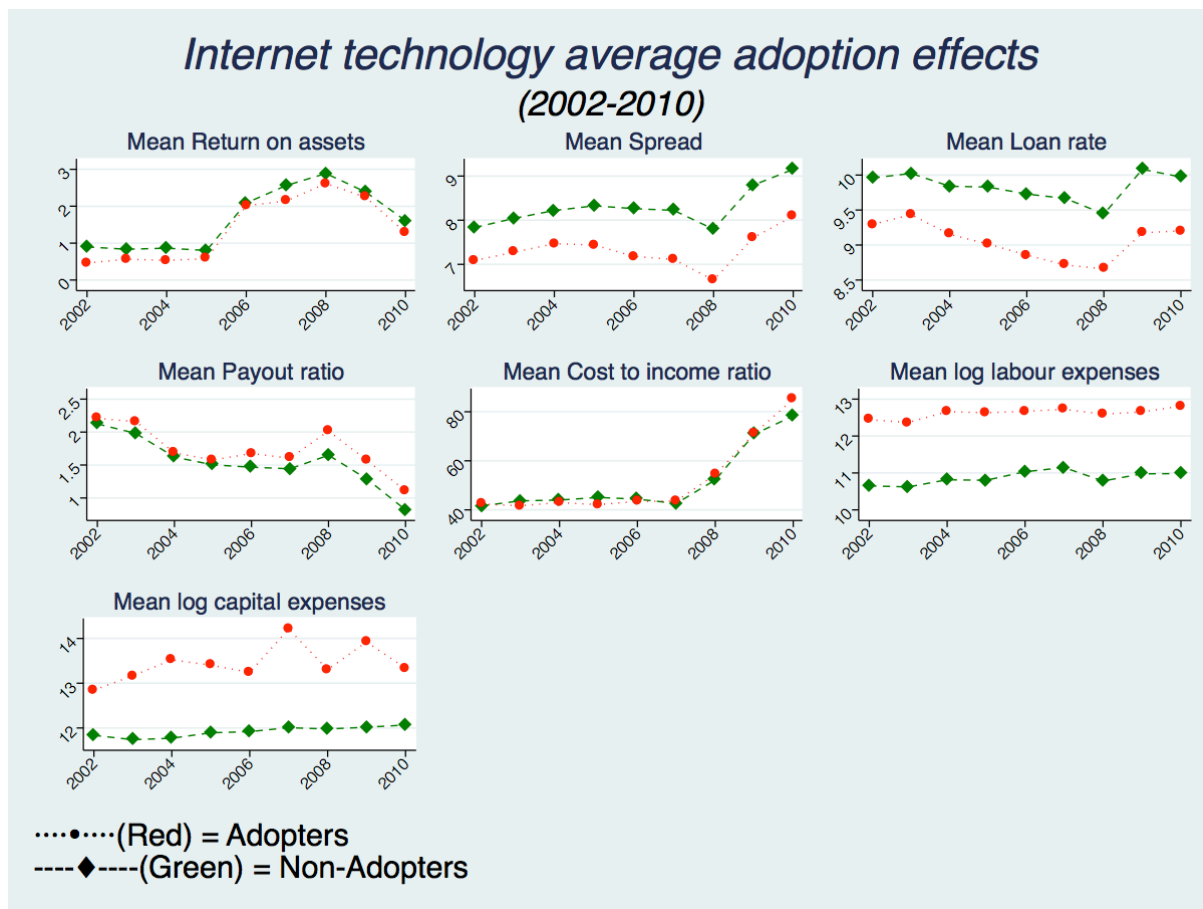 Internet technology average adoption effects
(2002-2010)
Mean Return on assets
3
2
1
0
2002 2004 2006 2008 2010
Mean Spread
9
8
7
2002 2004 2006 2008 2010
Mean Loan rate
10
9.5
9
8.5
2002 2004 2006 2008 2010
Mean Payout ratio
2.5
2
1.5
1
2002 2004 2006 2008 2010
Mean Cost to income ratio
80
60
40
2002 2004 2006 2008 2010
Mean log labour expenses
13
12
11
10
2002 2004 2006 2008 2010
Mean log capital expenses
14
13
12
2002 2004 2006 2008 2010
····•····(Red) = Adopters
----◆----(Green) = Non-Adopters